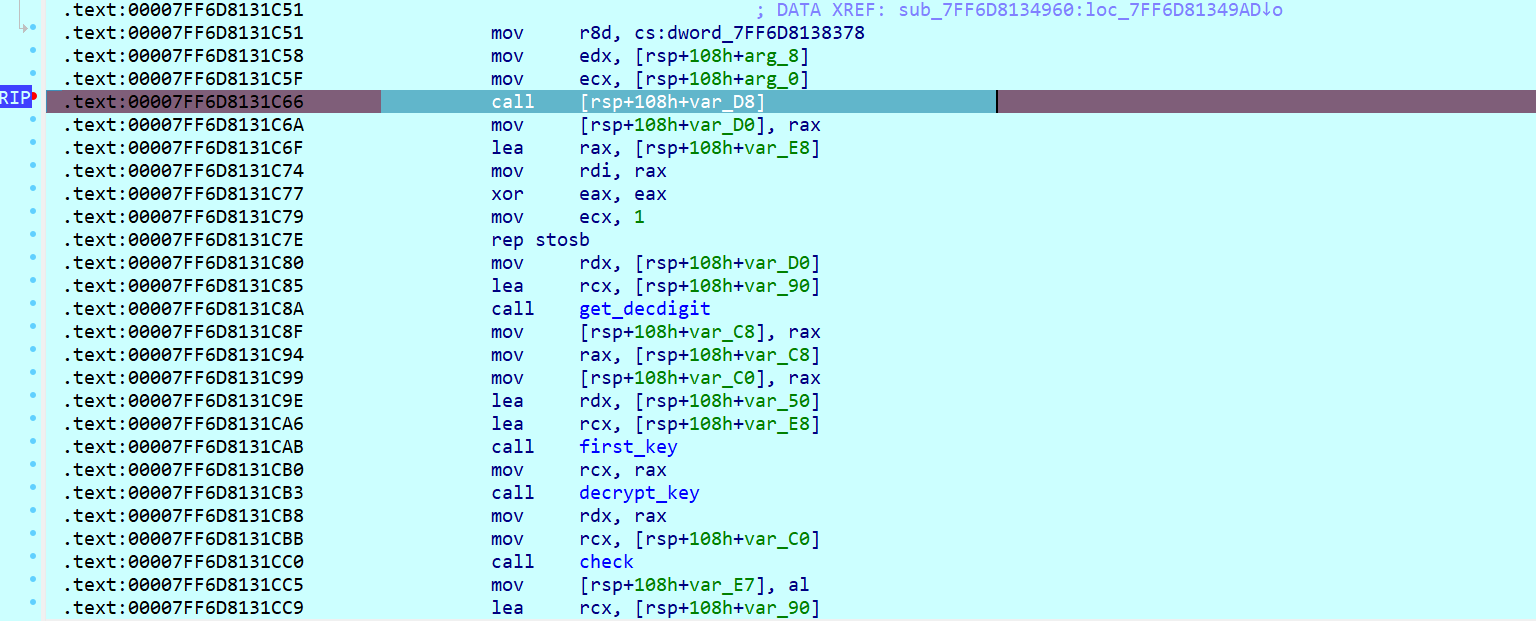 .text:00007FF6D8131C51 ; DATA XREF: sub_7FF6D8134960:loc_7FF6D81349AD↓o
.text:00007FF6D8131C51 mov r8d, cs:dword_7FF6D8138378
.text:00007FF6D8131C58 mov edx, [rsp+108h+arg_8]
.text:00007FF6D8131C5F mov ecx, [rsp+108h+arg_0]
RIP .text:00007FF6D8131C66 call [rsp+108h+var_D8]
.text:00007FF6D8131C6A mov [rsp+108h+var_D0], rax
.text:00007FF6D8131C6F lea rax, [rsp+108h+var_E8]
.text:00007FF6D8131C74 mov rdi, rax
.text:00007FF6D8131C77 xor eax, eax
.text:00007FF6D8131C79 mov ecx, 1
.text:00007FF6D8131C7E rep stosb
.text:00007FF6D8131C80 mov rdx, [rsp+108h+var_D0]
.text:00007FF6D8131C85 lea rcx, [rsp+108h+var_90]
.text:00007FF6D8131C8A call get_decdigit
.text:00007FF6D8131C8F mov [rsp+108h+var_C8], rax
.text:00007FF6D8131C94 mov rax, [rsp+108h+var_C8]
.text:00007FF6D8131C99 mov [rsp+108h+var_C0], rax
.text:00007FF6D8131C9E lea rdx, [rsp+108h+var_50]
.text:00007FF6D8131CA6 lea rcx, [rsp+108h+var_E8]
.text:00007FF6D8131CAB call first_key
.text:00007FF6D8131CB0 mov rcx, rax
.text:00007FF6D8131CB3 call decrypt_key
.text:00007FF6D8131CB8 mov rdx, rax
.text:00007FF6D8131CBB mov rcx, [rsp+108h+var_C0]
.text:00007FF6D8131CC0 call check
.text:00007FF6D8131CC5 mov [rsp+108h+var_E7], al
.text:00007FF6D8131CC9 lea rcx, [rsp+108h+var_90]